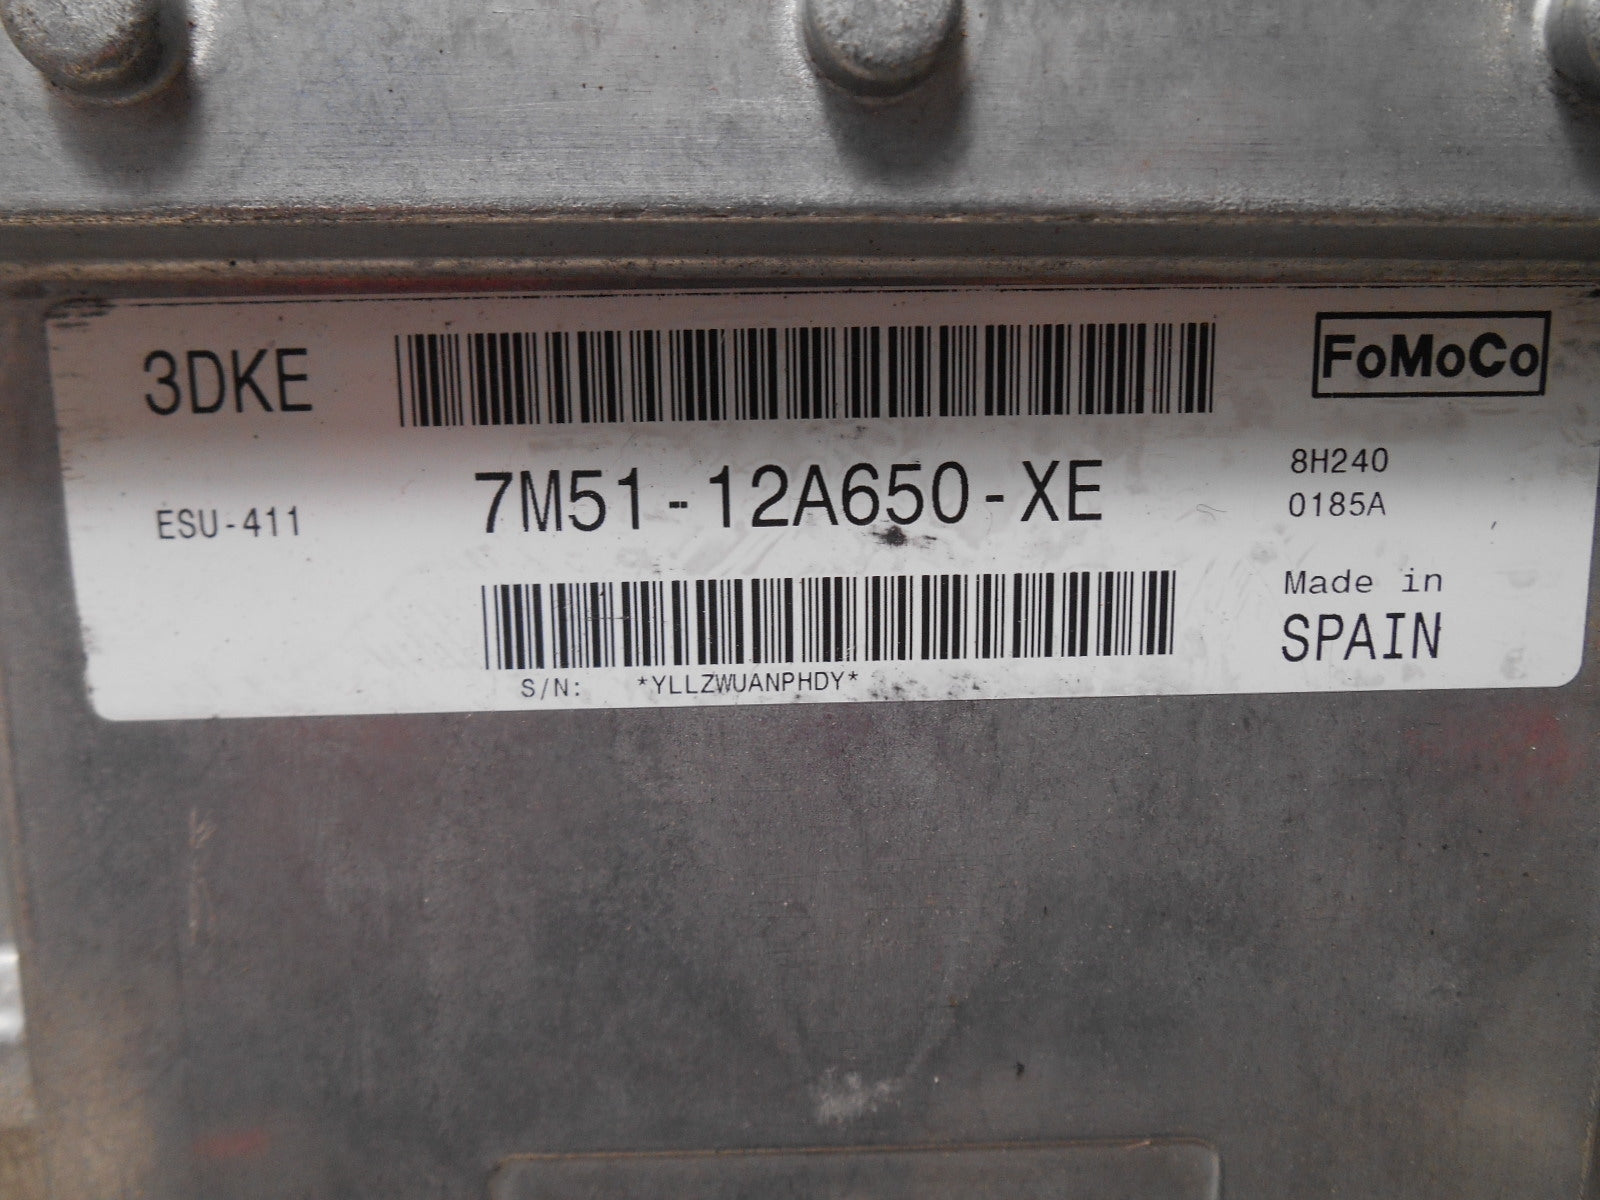 3DKE
FoMoCo
7M51-12A650-XE
8H240
0185A
ESU-411
Made in
SPAIN
S/N: *YLLZWUANPHDY*